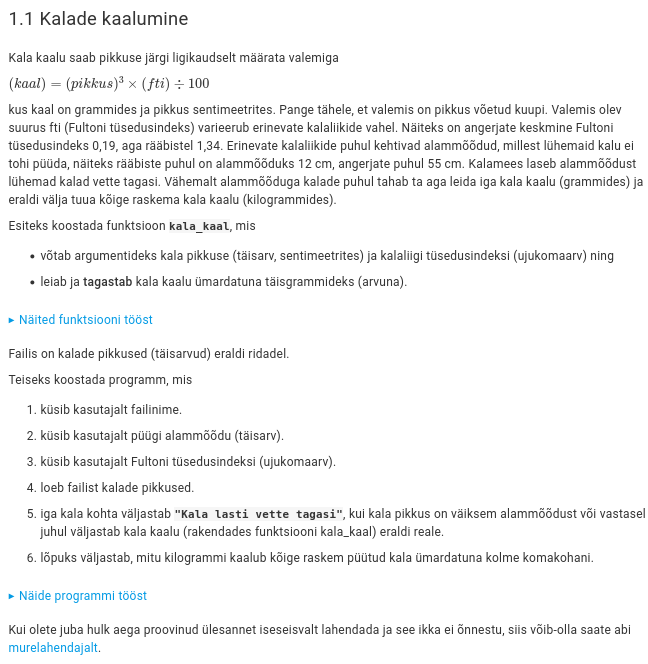 1.1 Kalade kaalumine
Kala kaalu saab pikkuse järgi ligikaudselt määrata valemiga
(kaal) = (pikkus)³ × (fti) ÷ 100
kus kaal on grammides ja pikkus sentimeetrites. Pange tähele, et valemis on pikkus võetud kuupi. Valemis olev
suurus fti (Fultoni tüsedusindeks) varieerub erinevate kalaliikide vahel. Näiteks on angerjate keskmine Fultoni
tüsedusindeks 0,19, aga rääbistel 1,34. Erinevate kalaliikide puhul kehtivad alammõõdud, millest lühemaid kalu ei
tohi püüda, näiteks rääbiste puhul on alammõõduks 12 cm, angerjate puhul 55 cm. Kalamees laseb alammõõdust
lühemad kalad vette tagasi. Vähemalt alammõõduga kalade puhul tahab ta aga leida iga kala kaalu (grammides) ja
eraldi välja tuua kõige raskema kala kaalu (kilogrammides).
Esiteks koostada funktsioon kala_kaal, mis
• võtab argumentideks kala pikkuse (täisarv, sentimeetrites) ja kalaliigi tüsedusindeksi (ujukomaarv) ning
• leiab ja tagastab kala kaalu ümardatuna täisgrammideks (arvuna).
► Näited funktsiooni tööst
Failis on kalade pikkused (täisarvud) eraldi ridadel.
Teiseks koostada programm, mis
1. küsib kasutajalt failinime.
2. küsib kasutajalt püügi alammõõdu (täisarv).
3. küsib kasutajalt Fultoni tüsedusindeksi (ujukomaarv).
4. loeb failist kalade pikkused.
5. iga kala kohta väljastab "Kala lasti vette tagasi", kui kala pikkus on väiksem alammõõdust või vastasel
juhul väljastab kala kaalu (rakendades funktsiooni kala_kaal) eraldi reale.
6. lõpuks väljastab, mitu kilogrammi kaalub kõige raskem püütud kala ümardatuna kolme komakohani.
► Näide programmi tööst
Kui olete juba hulk aega proovinud ülesannet iseseisvalt lahendada ja see ikka ei õnnestu, siis võib-olla saate abi
murelahendajalt.